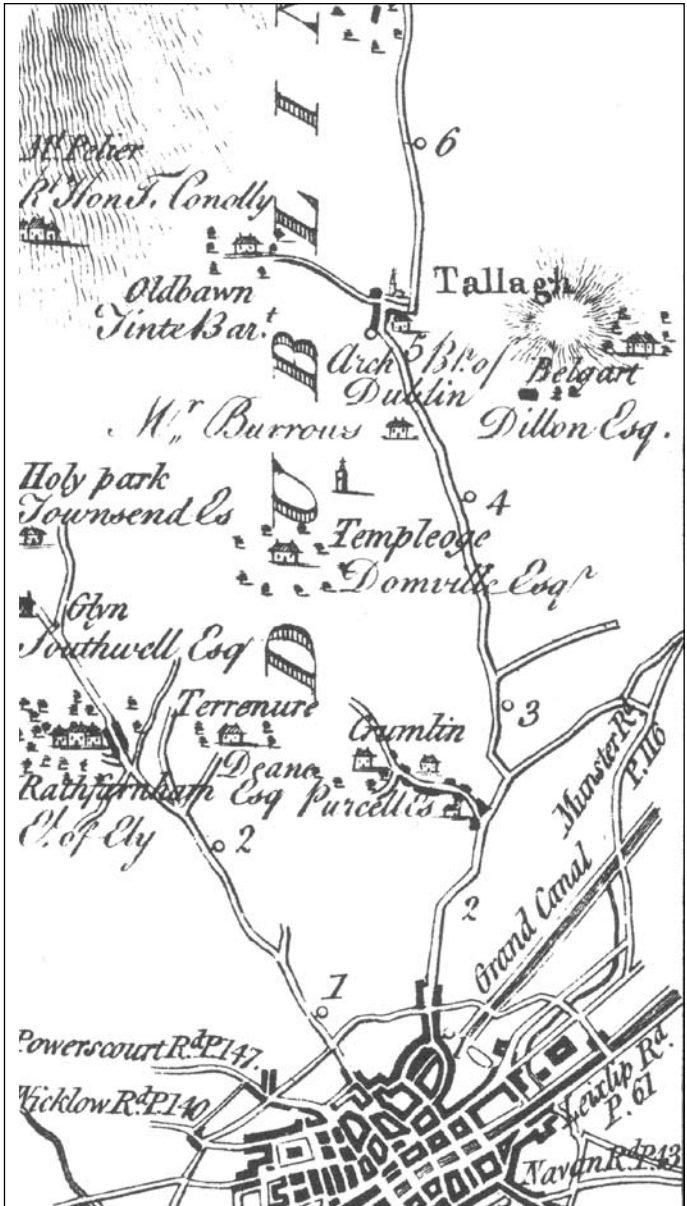 6
Mt Pelier
Rt Hon T. Conolly
Tallagh
Oldbawn
Tinte Bart.
5
Arch Bp. of
Dublin
Belgart
Dillon Esq.
Mr. Burrows
4
Holy park
Townsend Es
Templeoge
Domville Esqr
Glyn
Southwell Esq
3
Terrenure
Deane
Esq
Crumlin
Purcell's
Rathfarnham
El. of Ely
2
2
Munster Rd
P. 116
Grand Canal
1
1
Powerscourt Rd. P. 147.
Wicklow Rd P. 140
Lexlip Rd.
P. 61
Navan Rd P. 43